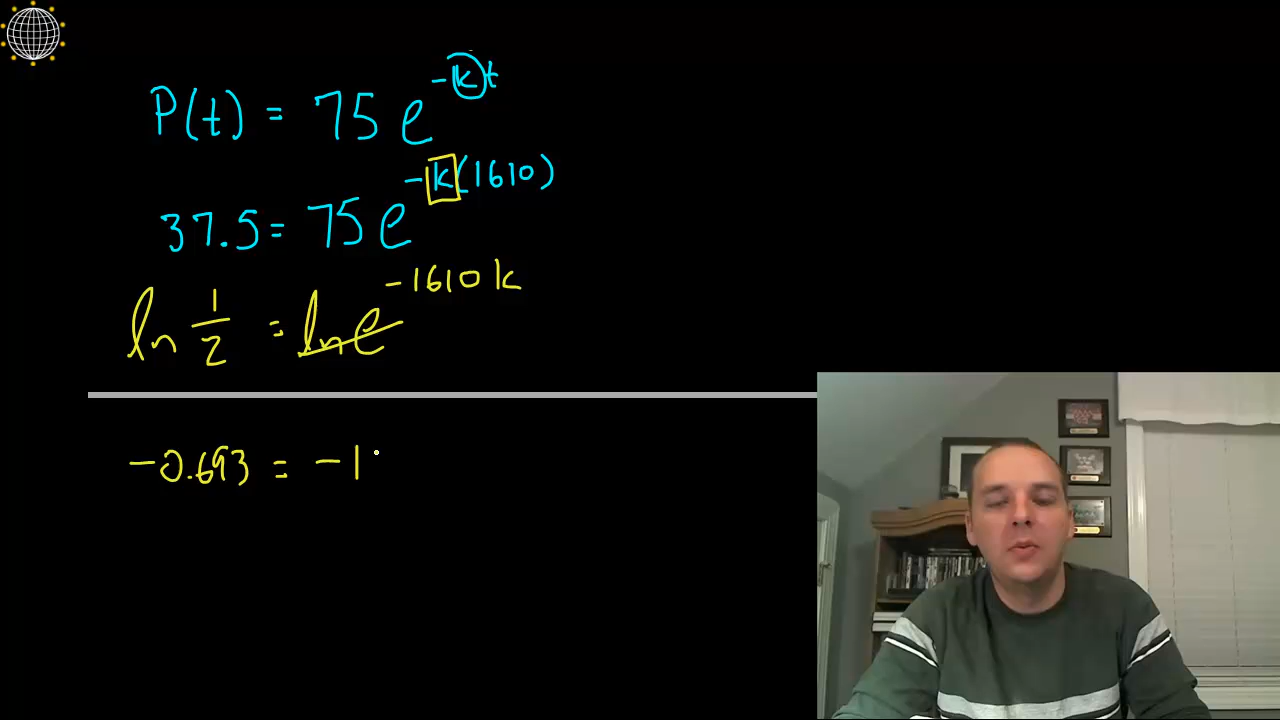 P(t) = 75 e^-kt
37.5 = 75 e^-k(1610)
ln 1/2 = ln e^-1610k
-0.693 = -1